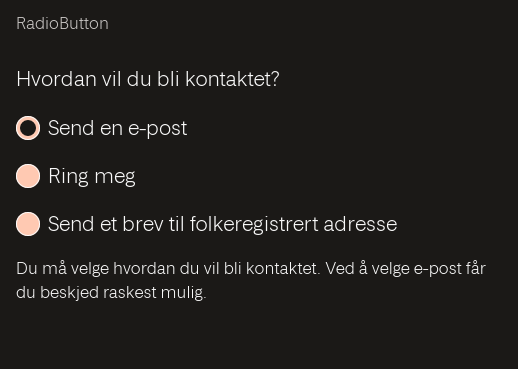 RadioButton
Hvordan vil du bli kontaktet?
Send en e-post
Ring meg
Send et brev til folkeregistrert adresse
Du må velge hvordan du vil bli kontaktet. Ved å velge e-post får
du beskjed raskest mulig.